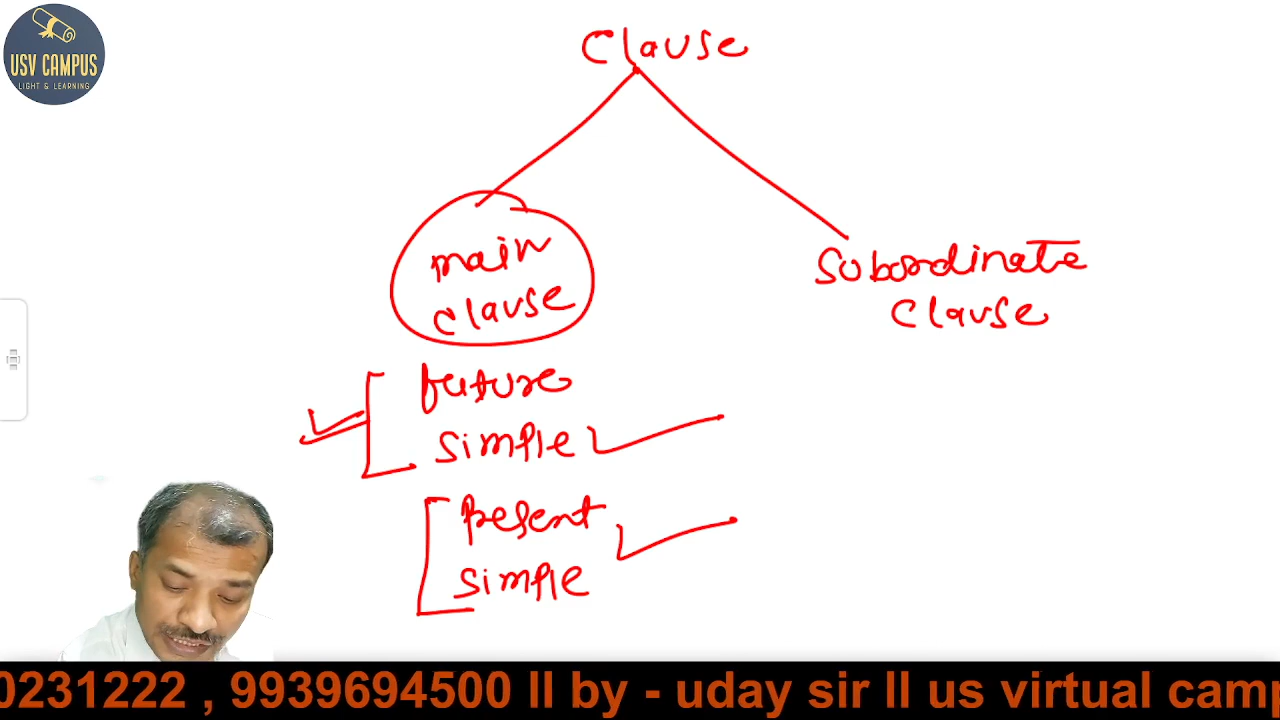 USV CAMPUS
LIGHT & LEARNING
Clause
main
clause
Subordinate
clause
future
simple
Present
simple
0231222 , 9939694500 ll by - uday sir ll us virtual camp